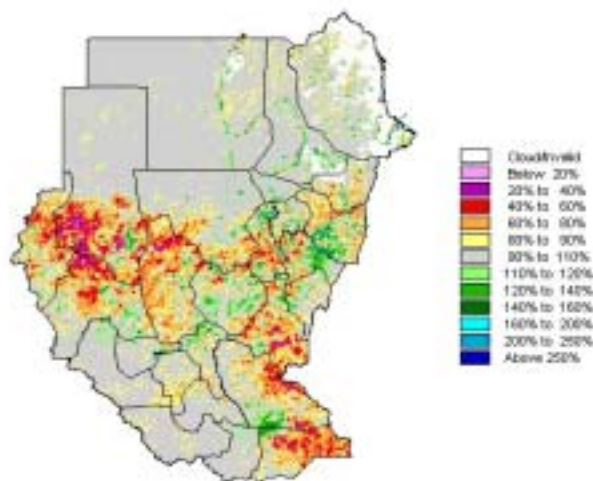 Cloud/Invalid
Below 20%
20% to 40%
40% to 60%
60% to 80%
80% to 90%
90% to 110%
110% to 120%
120% to 140%
140% to 160%
160% to 200%
200% to 250%
Above 250%